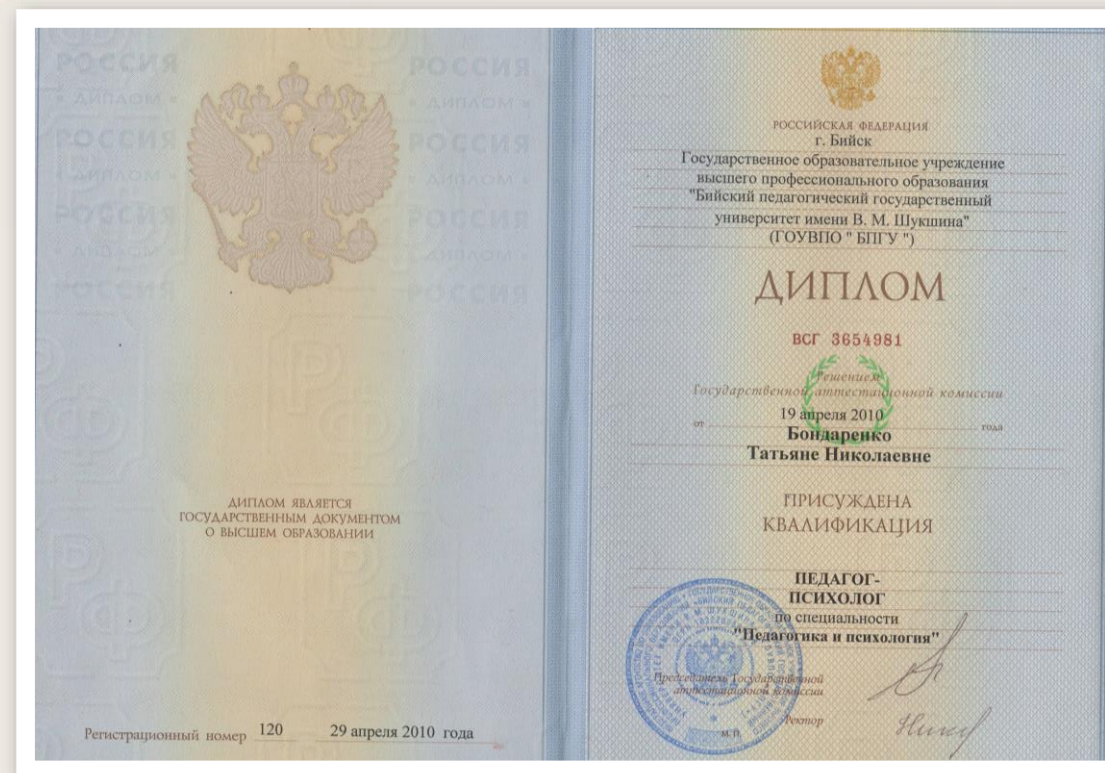 РОССИЯ РОССИЯ
ДИПЛОМ ДИПЛОМ
РОССИЯ РОССИЯ
ДИПЛОМ ДИПЛОМ
РОССИЯ РОССИЯ
ДИПЛОМ ДИПЛОМ
РОССИЯ РОССИЯ
ДИПЛОМ ЯВЛЯЕТСЯ
ГОСУДАРСТВЕННЫМ ДОКУМЕНТОМ
О ВЫСШЕМ ОБРАЗОВАНИИ
Регистрационный номер 120 29 апреля 2010 года
РОССИЙСКАЯ ФЕДЕРАЦИЯ
г. Бийск
Государственное образовательное учреждение
высшего профессионального образования
"Бийский педагогический государственный
университет имени В. М. Шукшина"
(ГОУВПО " БПГУ ")
ДИПЛОМ
ВСГ 3654981
Решением
Государственной аттестационной комиссии
от 19 апреля 2010 года
Бондаренко
Татьяне Николаевне
ПРИСУЖДЕНА
КВАЛИФИКАЦИЯ
ПЕДАГОГ-
ПСИХОЛОГ
по специальности
"Педагогика и психология"
Председатель Государственной
аттестационной комиссии
Ректор
М.П.